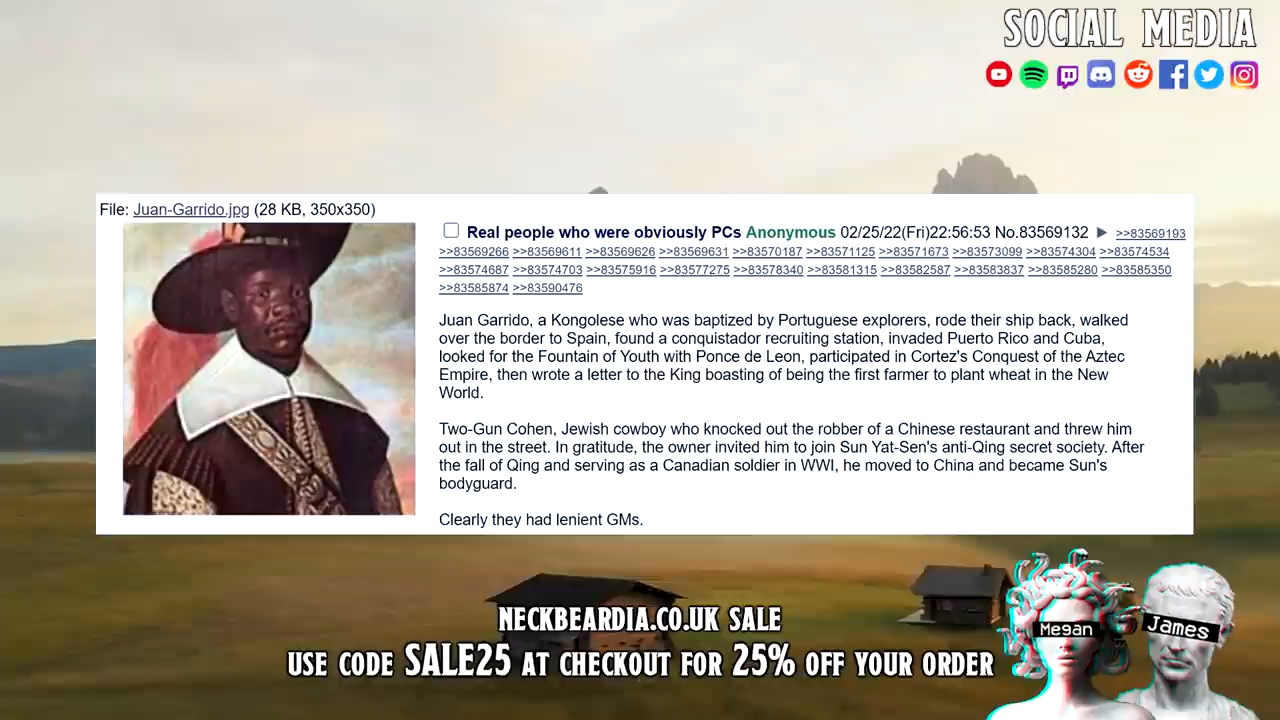 SOCIAL MEDIA
File: Juan-Garrido.jpg (28 KB, 350x350)
Real people who were obviously PCs Anonymous 02/25/22(Fri)22:56:53 No.83569132 ▶ >>83569193
>>83569266 >>83569611 >>83569626 >>83569631 >>83570187 >>83571125 >>83571673 >>83573099 >>83574304 >>83574534
>>83574687 >>83574703 >>83575916 >>83577275 >>83578340 >>83581315 >>83582587 >>83583837 >>83585280 >>83585350
>>83585874 >>83590476
Juan Garrido, a Kongolese who was baptized by Portuguese explorers, rode their ship back, walked
over the border to Spain, found a conquistador recruiting station, invaded Puerto Rico and Cuba,
looked for the Fountain of Youth with Ponce de Leon, participated in Cortez's Conquest of the Aztec
Empire, then wrote a letter to the King boasting of being the first farmer to plant wheat in the New
World.
Two-Gun Cohen, Jewish cowboy who knocked out the robber of a Chinese restaurant and threw him
out in the street. In gratitude, the owner invited him to join Sun Yat-Sen's anti-Qing secret society. After
the fall of Qing and serving as a Canadian soldier in WWI, he moved to China and became Sun's
bodyguard.
Clearly they had lenient GMs.
NECKBEARDIA.CO.UK SALE
USE CODE SALE25 AT CHECKOUT FOR 25% OFF YOUR ORDER
Megan
James